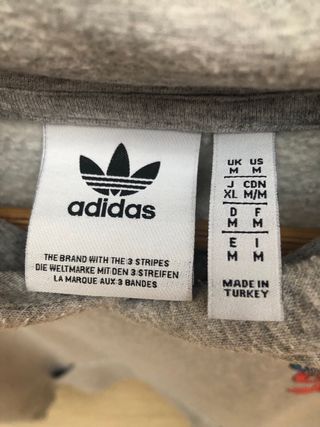 adidas
THE BRAND WITH THE 3 STRIPES
DIE WELTMARKE MIT DEN 3 STREIFEN
LA MARQUE AUX 3 BANDES
UK US
M M
J CDN
XL M/M
D F
M M
E I
M M
MADE IN
TURKEY